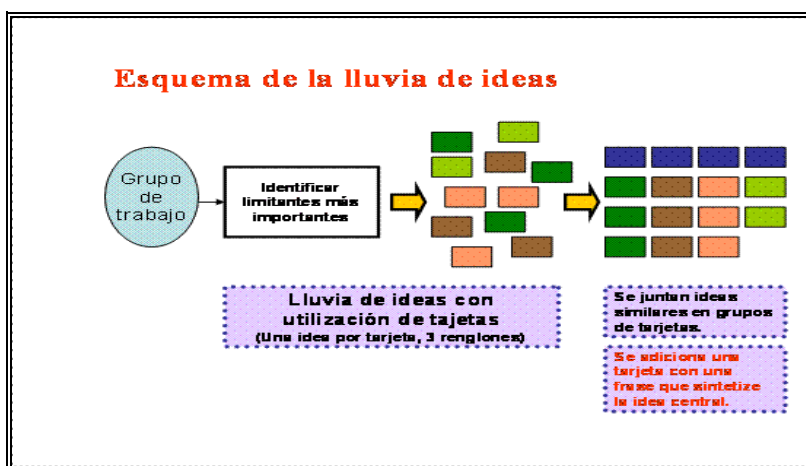 Esquema de la lluvia de ideas
Grupo
de
trabajo
Identificar
limitantes más
importantes
Lluvia de ideas con
utilización de tajetas
(Una idea por tarjeta, 3 renglones)
Se juntan ideas
similares en grupos
de tarjetas.
Se adiciona una
tarjeta con una
frase que sintetize
la idea central.